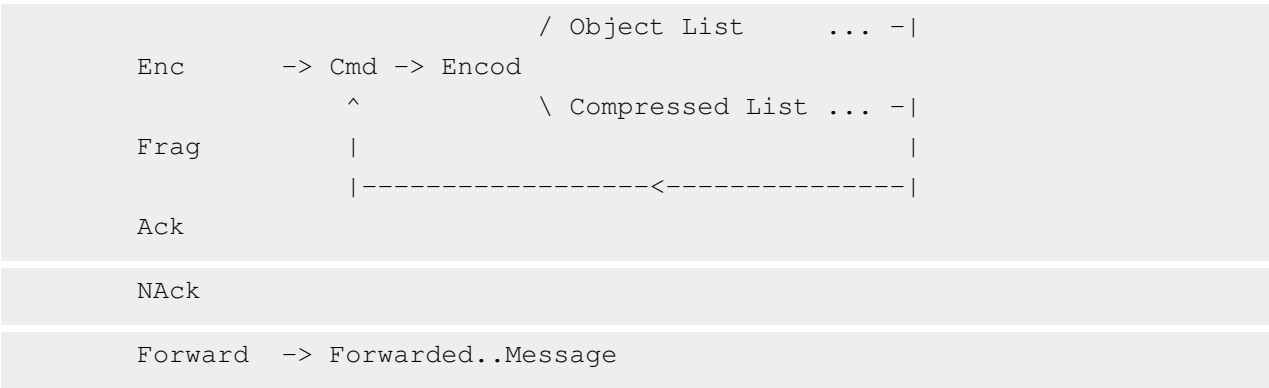 / Object List     ... -|
Enc      -> Cmd -> Encod
             ^           \ Compressed List ... -|
Frag         |                                  |
             |------------------<---------------|
Ack
NAck
Forward  -> Forwarded..Message